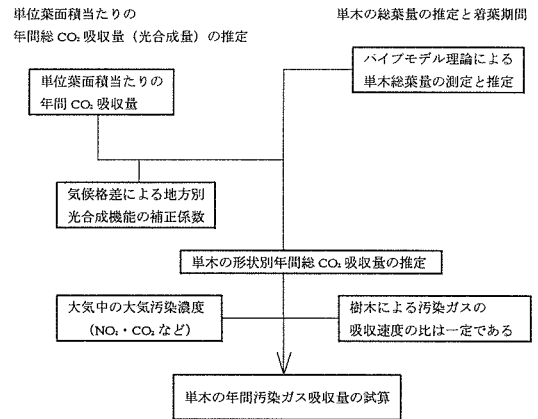 単位葉面積当たりの
年間総CO₂吸収量（光合成量）の推定
単木の総葉量の推定と着葉期間
パイプモデル理論による
単木総葉量の測定と推定
単位葉面積当たりの
年間CO₂吸収量
気候格差による地方別
光合成機能の補正係数
単木の形状別年間総CO₂吸収量の推定
大気中の大気汚染濃度
（NO₂・CO₂など）
樹木による汚染ガスの
吸収速度の比は一定である
単木の年間汚染ガス吸収量の試算